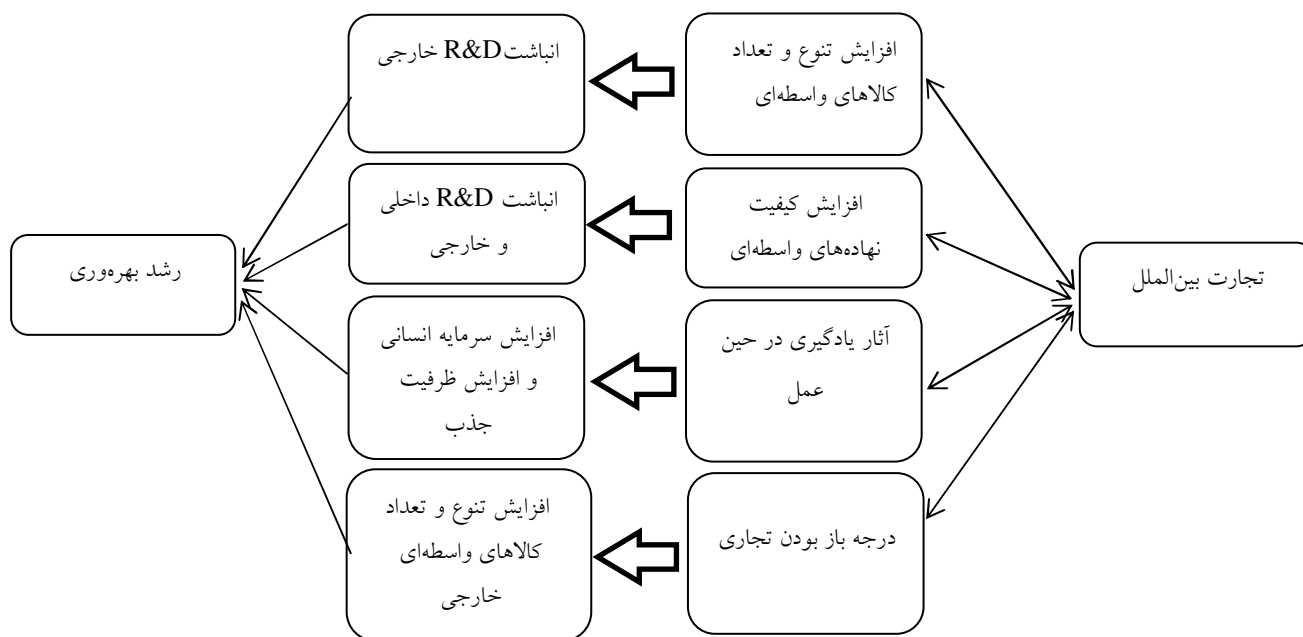 تجارت بین‌الملل
افزایش تنوع و تعداد
کالاهای واسطه‌ای
افزایش کیفیت
نهاده‌های واسطه‌ای
آثار یادگیری در حین
عمل
درجه باز بودن تجاری
انباشت R&D خارجی
انباشت R&D داخلی
و خارجی
افزایش سرمایه انسانی
و افزایش ظرفیت
جذب
افزایش تنوع و تعداد
کالاهای واسطه‌ای
خارجی
رشد بهره‌وری